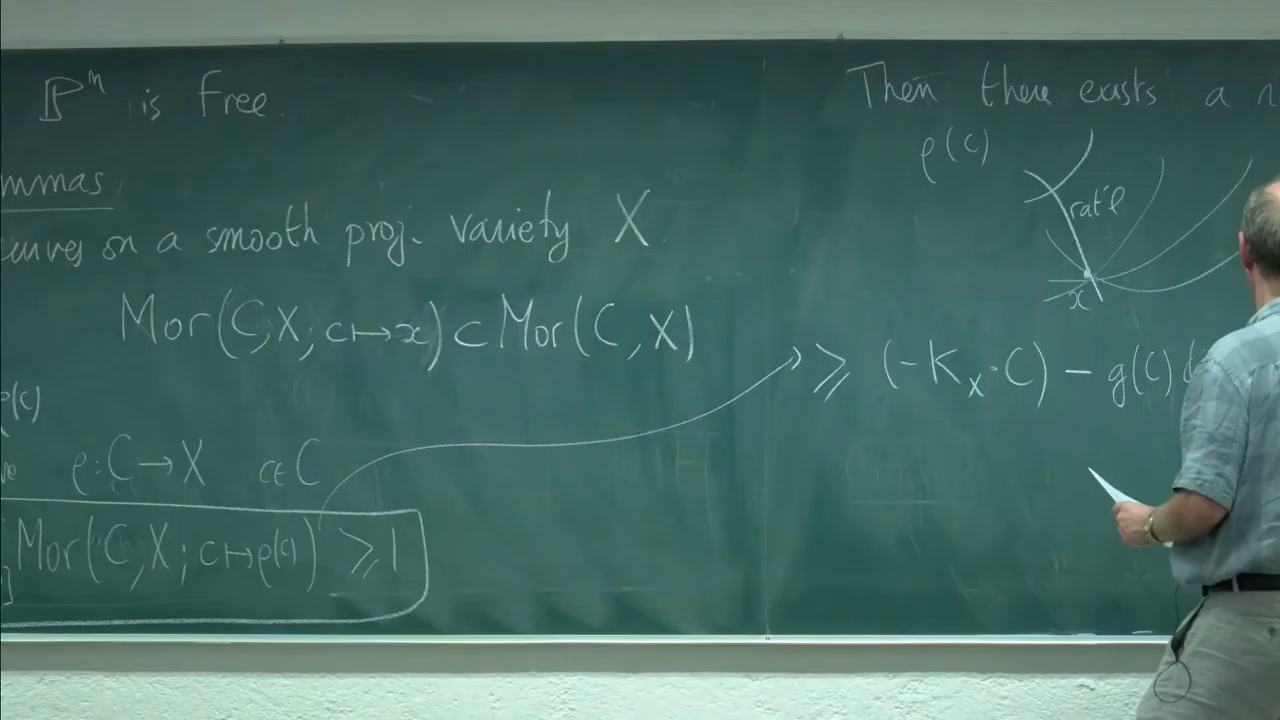 ℙⁿ is free.
mmas
curves on a smooth proj. variety X.
Mor(C,X; c↦x) ⊂ Mor(C,X)
ρ(c)
ρ: C → X c ∈ C
Mor(C,X; c↦ρ(c)) ⩾ 1
Then there exists a
ρ(C)
rat'l
x
⩾ (-K_X·C) - g(C)